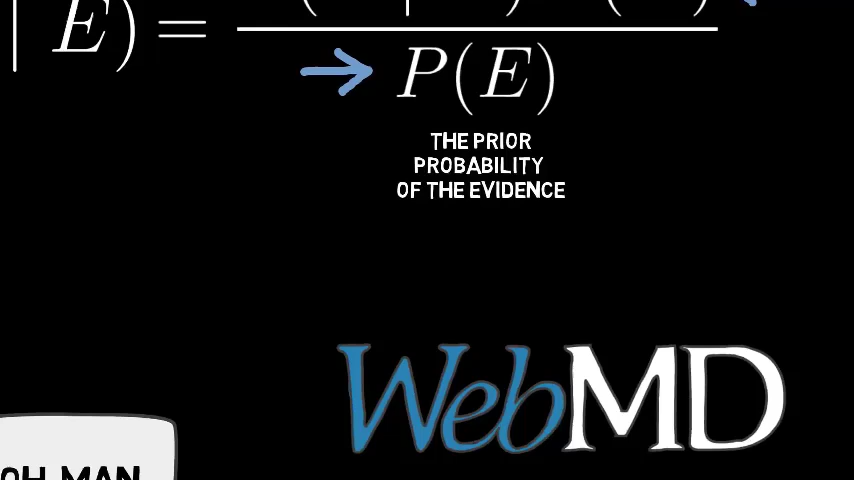 | E) =
P(E)
THE PRIOR
PROBABILITY
OF THE EVIDENCE
WebMD
OH MAN